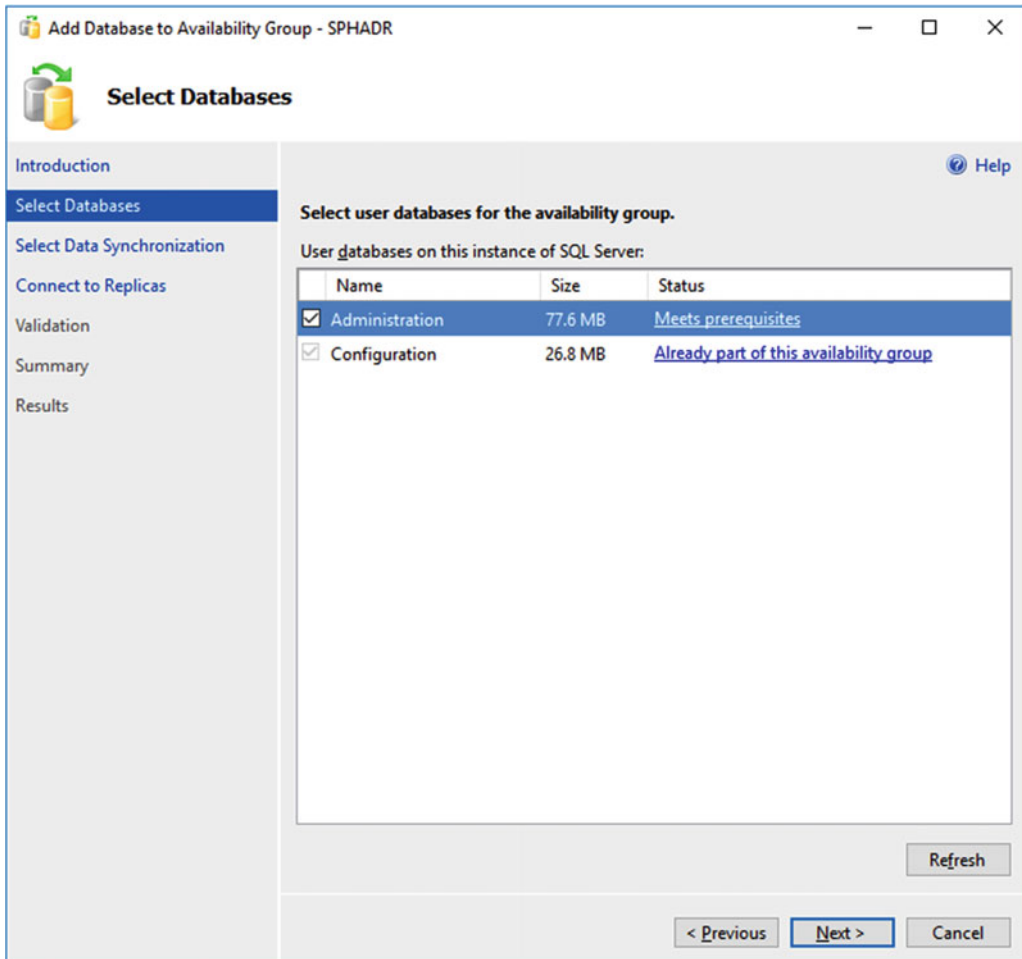 Add Database to Availability Group - SPHADR
Select Databases
Introduction
Help
Select Databases
Select user databases for the availability group.
Select Data Synchronization
User databases on this instance of SQL Server:
Connect to Replicas
Name Size Status
Validation
Administration 77.6 MB Meets prerequisites
Summary
Configuration 26.8 MB Already part of this availability group
Results
Refresh
< Previous Next > Cancel